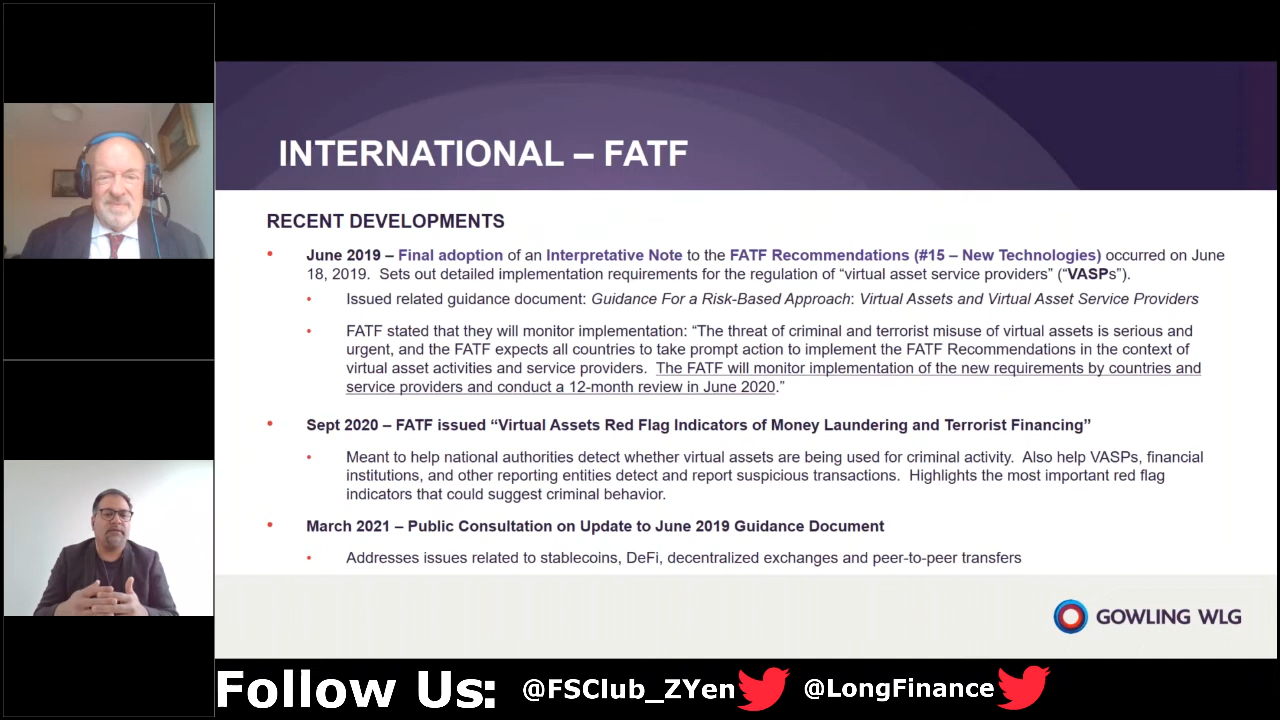 INTERNATIONAL – FATF
RECENT DEVELOPMENTS
• June 2019 – Final adoption of an Interpretative Note to the FATF Recommendations (#15 – New Technologies) occurred on June
18, 2019. Sets out detailed implementation requirements for the regulation of “virtual asset service providers” (“VASPs”).
• Issued related guidance document: Guidance For a Risk-Based Approach: Virtual Assets and Virtual Asset Service Providers
• FATF stated that they will monitor implementation: “The threat of criminal and terrorist misuse of virtual assets is serious and
urgent, and the FATF expects all countries to take prompt action to implement the FATF Recommendations in the context of
virtual asset activities and service providers. The FATF will monitor implementation of the new requirements by countries and
service providers and conduct a 12-month review in June 2020.”
• Sept 2020 – FATF issued “Virtual Assets Red Flag Indicators of Money Laundering and Terrorist Financing”
• Meant to help national authorities detect whether virtual assets are being used for criminal activity. Also help VASPs, financial
institutions, and other reporting entities detect and report suspicious transactions. Highlights the most important red flag
indicators that could suggest criminal behavior.
• March 2021 – Public Consultation on Update to June 2019 Guidance Document
• Addresses issues related to stablecoins, DeFi, decentralized exchanges and peer-to-peer transfers
GOWLING WLG
Follow Us: @FSClub_ZYen @LongFinance